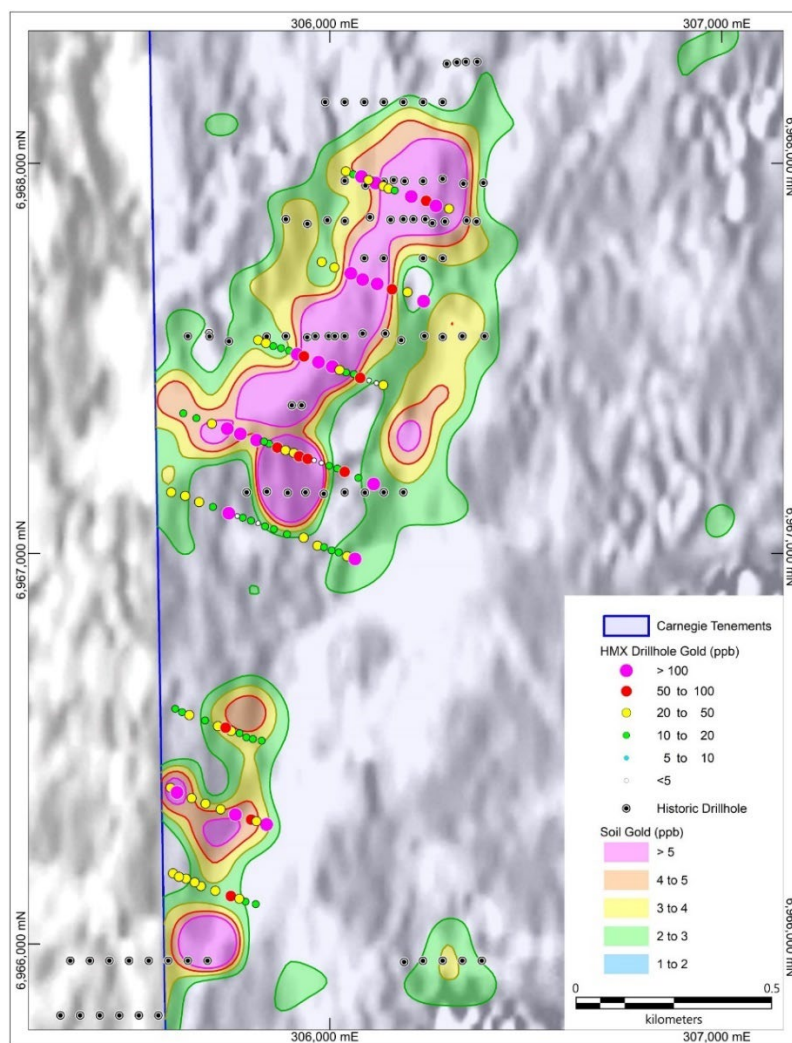 306,000 mE
307,000 mE
6,968,000 mN
6,966,000 mN
6,967,000 mN
6,967,000 mN
Carnegie Tenements
HMX Drillhole Gold (ppb)
> 100
50 to 100
20 to 50
10 to 20
5 to 10
<5
Historic Drillhole
Soil Gold (ppb)
> 5
4 to 5
3 to 4
2 to 3
1 to 2
6,966,000 mN
6,966,000 mN
0
0.5
kilometers
306,000 mE
307,000 mE